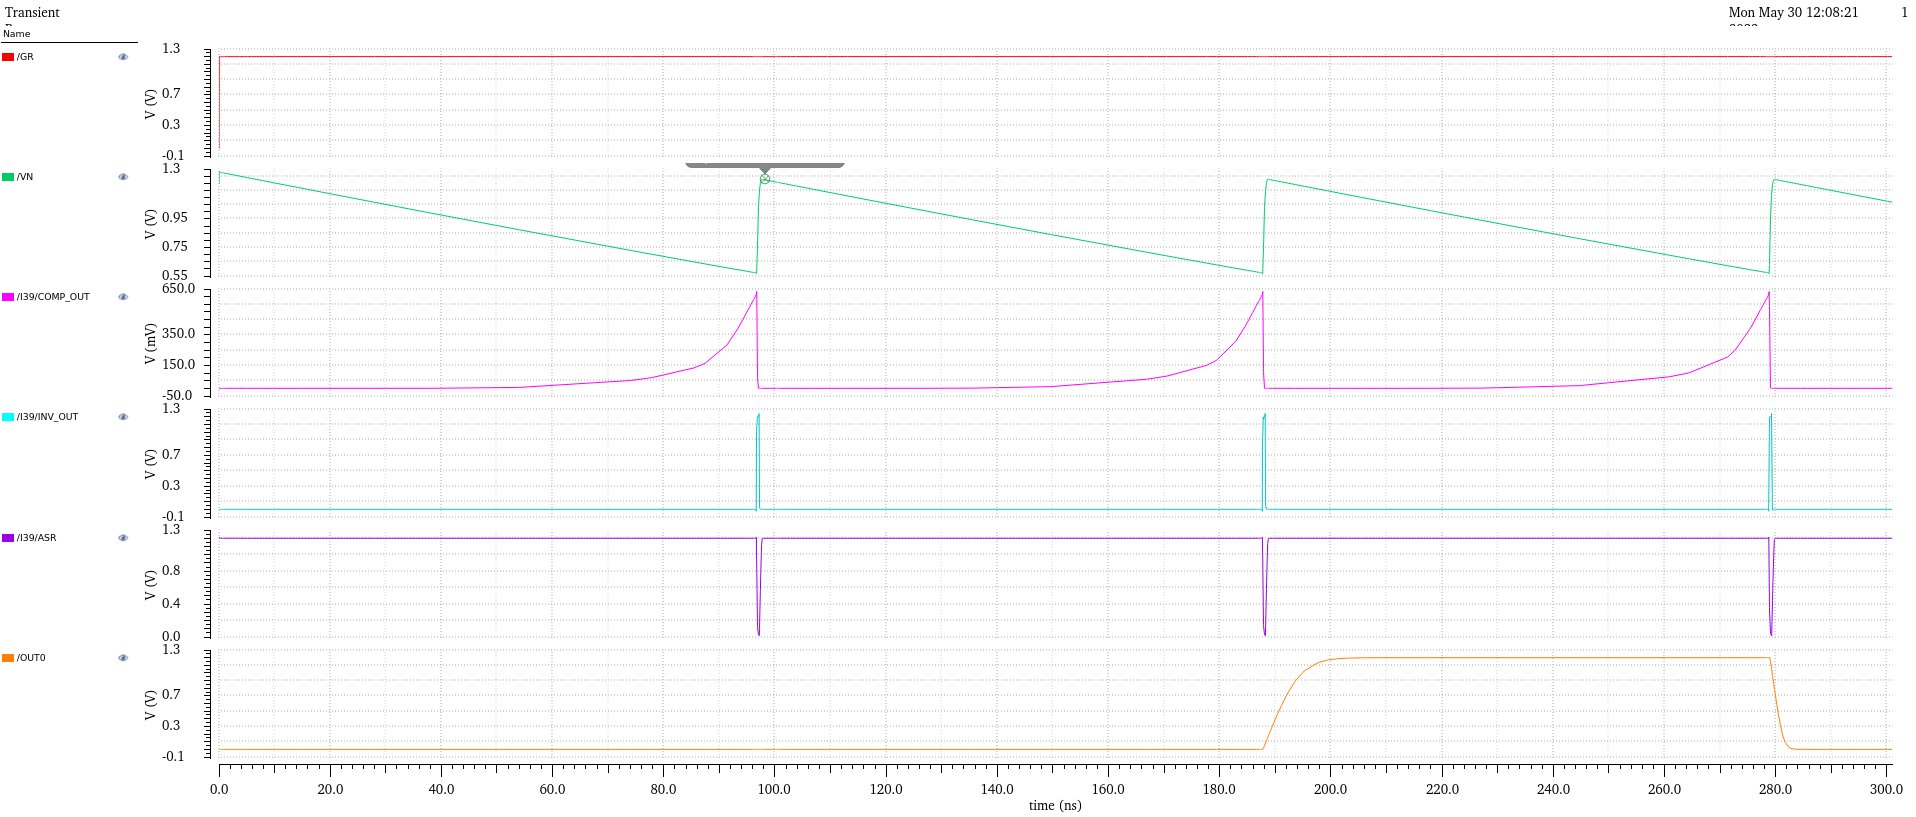 Transient
Mon May 30 12:08:21 1
Name
/GR
1.3
0.7
0.3
-0.1
V (V)
/VN
1.3
0.95
0.75
0.55
V (V)
/I39/COMP_OUT
650.0
350.0
150.0
-50.0
V (mV)
/I39/INV_OUT
1.3
0.7
0.3
-0.1
V (V)
/I39/ASR
1.3
0.8
0.4
0.0
V (V)
/OUT0
1.3
0.7
0.3
-0.1
V (V)
0.0 20.0 40.0 60.0 80.0 100.0 120.0 140.0 160.0 180.0 200.0 220.0 240.0 260.0 280.0 300.0
time (ns)